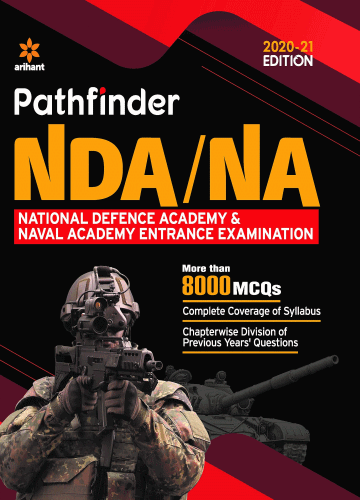 arihant
2020-21
EDITION
Pathfinder
NDA/NA
NATIONAL DEFENCE ACADEMY &
NAVAL ACADEMY ENTRANCE EXAMINATION
More than
8000 MCQs
Complete Coverage of Syllabus
Chapterwise Division of
Previous Years' Questions